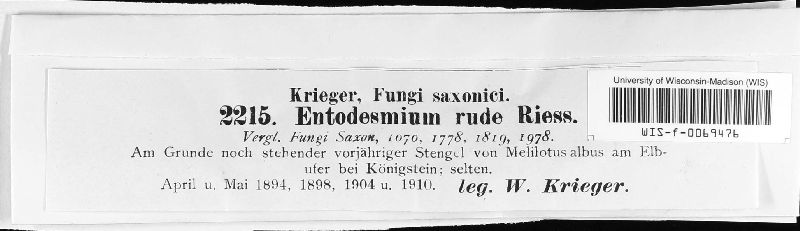 Krieger, Fungi saxonici.
2215. Entodesmium rude Riess.
Vergl. Fungi Saxon, 1070, 1778, 1819, 1978.
Am Grunde noch stehender vorjähriger Stengel von Melilotus albus am Elb-
ufer bei Königstein; selten.
April u. Mai 1894, 1898, 1904 u. 1910. leg. W. Krieger.
University of Wisconsin-Madison (WIS)
WIS-f-0069476